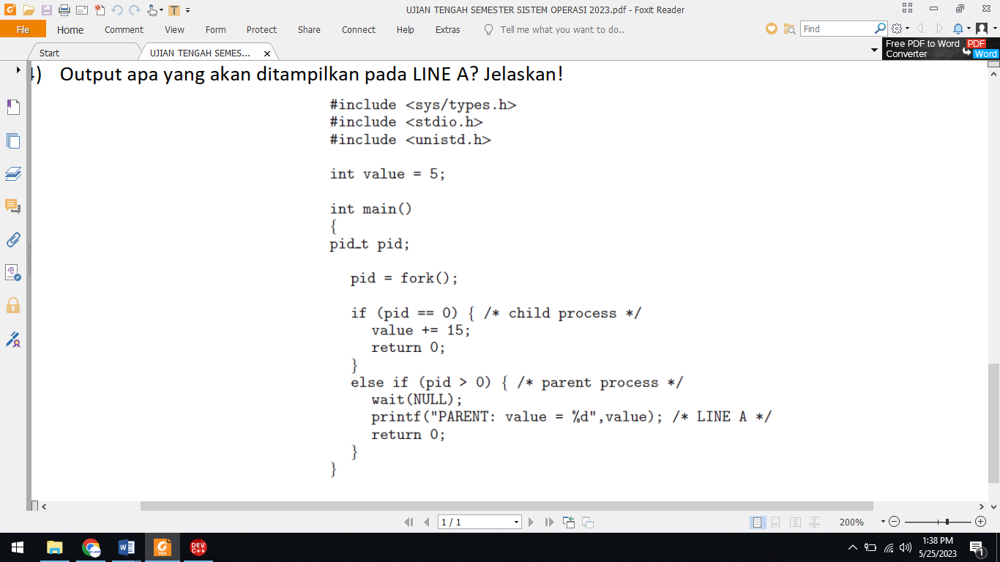 UJIAN TENGAH SEMESTER SISTEM OPERASI 2023.pdf - Foxit Reader
File Home Comment View Form Protect Share Connect Help Extras Tell me what you want to do.. Find
Start UJIAN TENGAH SEMES... Free PDF to Word Converter PDF Word
4) Output apa yang akan ditampilkan pada LINE A? Jelaskan!
#include <sys/types.h>
#include <stdio.h>
#include <unistd.h>
int value = 5;
int main()
{
pid_t pid;
pid = fork();
if (pid == 0) { /* child process */
value += 15;
return 0;
}
else if (pid > 0) { /* parent process */
wait(NULL);
printf("PARENT: value = %d",value); /* LINE A */
return 0;
}
}
1 / 1 200%
DEV C++ 1:38 PM
5/25/2023 1